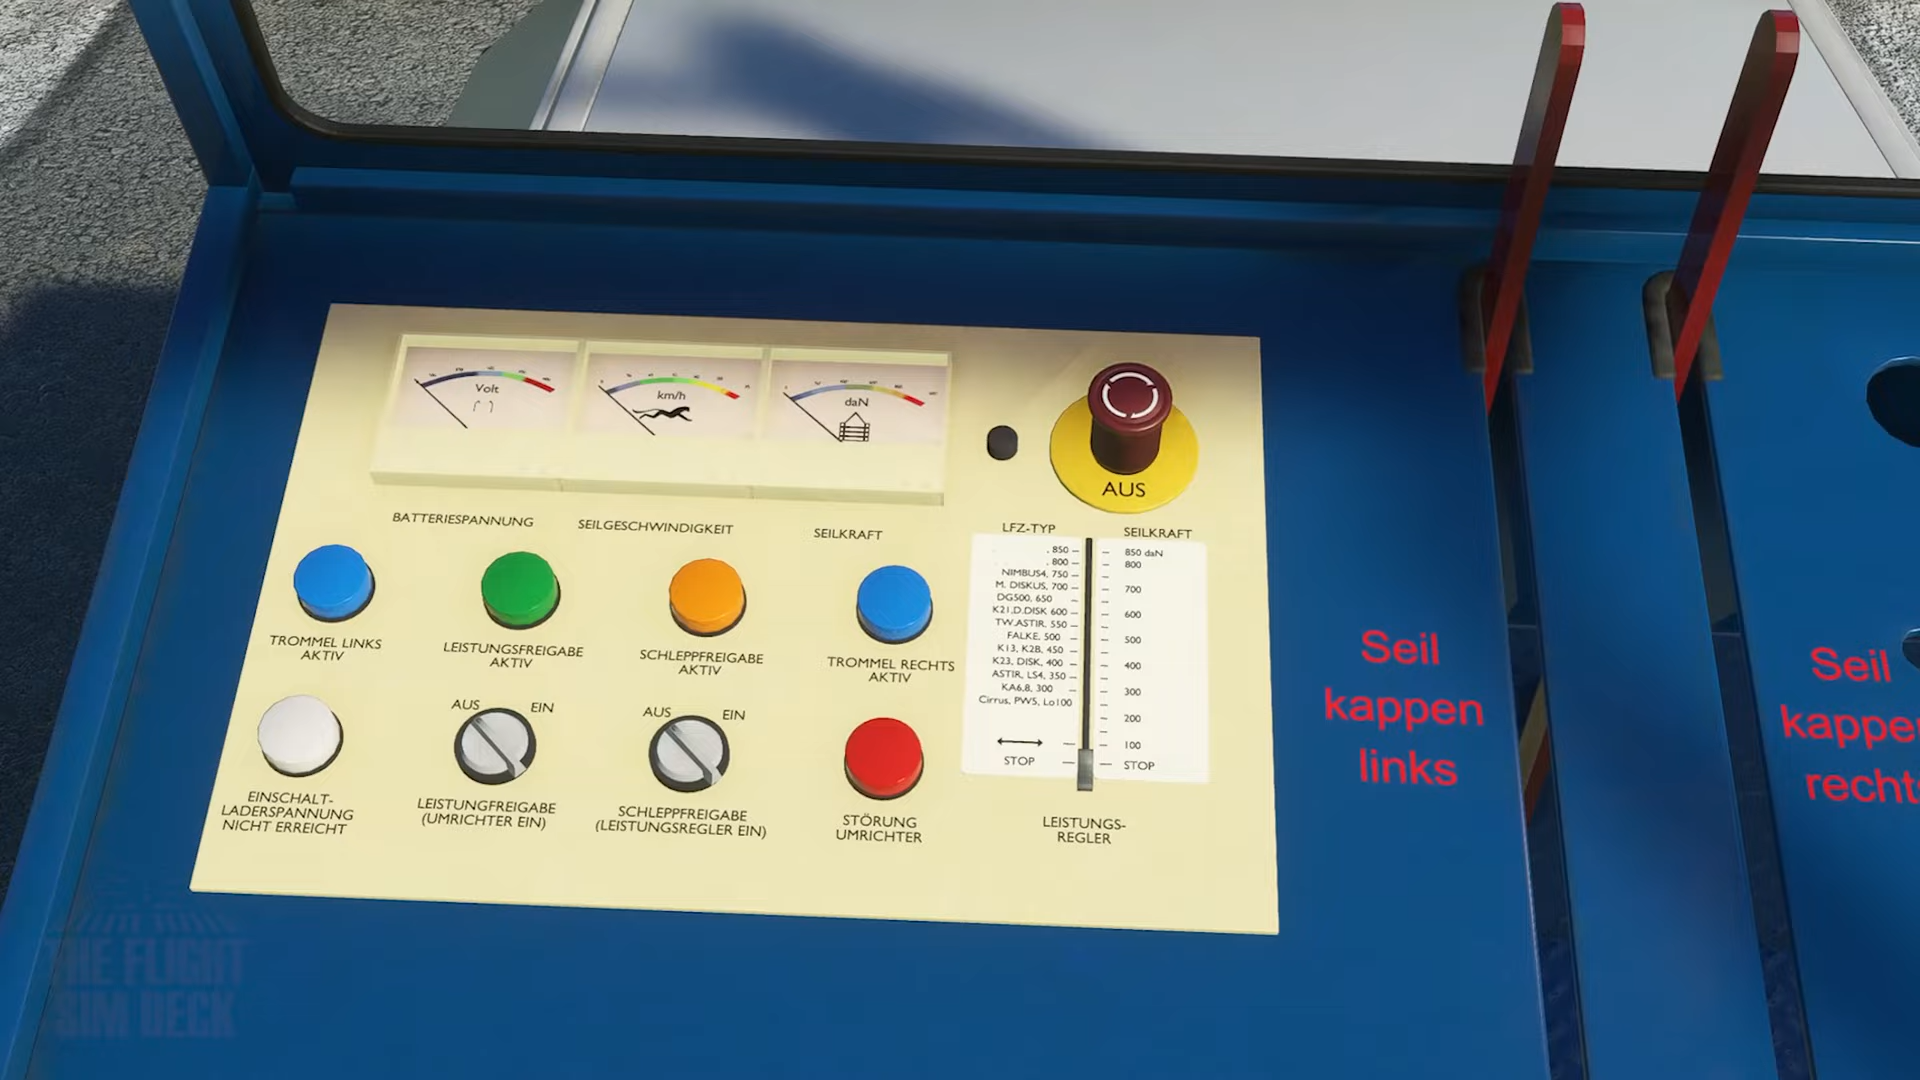 Volt
km/h
daN
AUS
BATTERIESPANNUNG
SEILGESCHWINDIGKEIT
SEILKRAFT
LFZ-TYP
SEILKRAFT
. 850
. 800
NIMBUS4, 750
M. DISKUS, 700
DG500, 650
K21,D.DISK 600
TW.ASTIR, 550
FALKE, 500
K13, K2B, 450
K23, DISK, 400
ASTIR, LS4, 350
KA6,8, 300
Cirrus, PW5, Lo100
STOP
850 daN
800
700
600
500
400
300
200
100
STOP
TROMMEL LINKS
AKTIV
LEISTUNGSFREIGABE
AKTIV
SCHLEPPFREIGABE
AKTIV
TROMMEL RECHTS
AKTIV
AUS
EIN
AUS
EIN
EINSCHALT-
LADERSPANNUNG
NICHT ERREICHT
LEISTUNGFREIGABE
(UMRICHTER EIN)
SCHLEPPFREIGABE
(LEISTUNGSREGLER EIN)
STÖRUNG
UMRICHTER
LEISTUNGS-
REGLER
Seil
kappen
links
Seil
kappe
recht
THE FLIGHT
SIM DECK